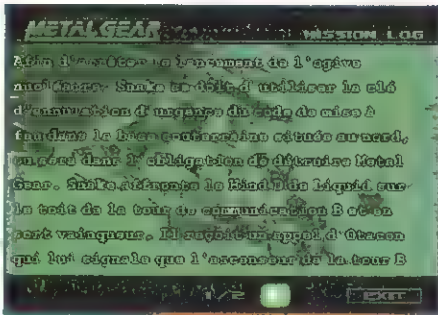 METAL GEAR
MISSION LOG
Afin d'arrêter le lancement de l'ogive
nucléaire, Snake se doit d'utiliser la clé
d'annulation d'urgence du code de mise à
feu dans la base souterraine située au nord,
ou sera dans l'obligation de détruire Metal
Gear. Snake affronte le Hind D de Liquid sur
le toit de la tour de communication B et en
sort vainqueur. Il reçoit un appel d'Otacon
qui lui signale que l'ascenseur de la tour B
1/2
EXIT